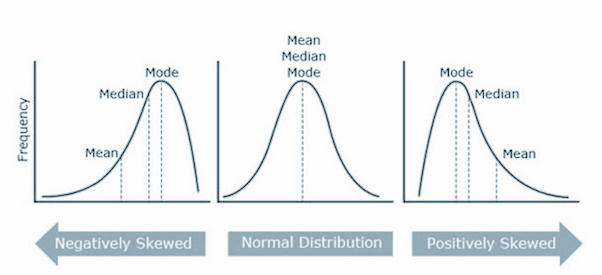 Frequency
Mode
Median
Mean
Mean
Median
Mode
Mode
Median
Mean
Negatively Skewed
Normal Distribution
Positively Skewed